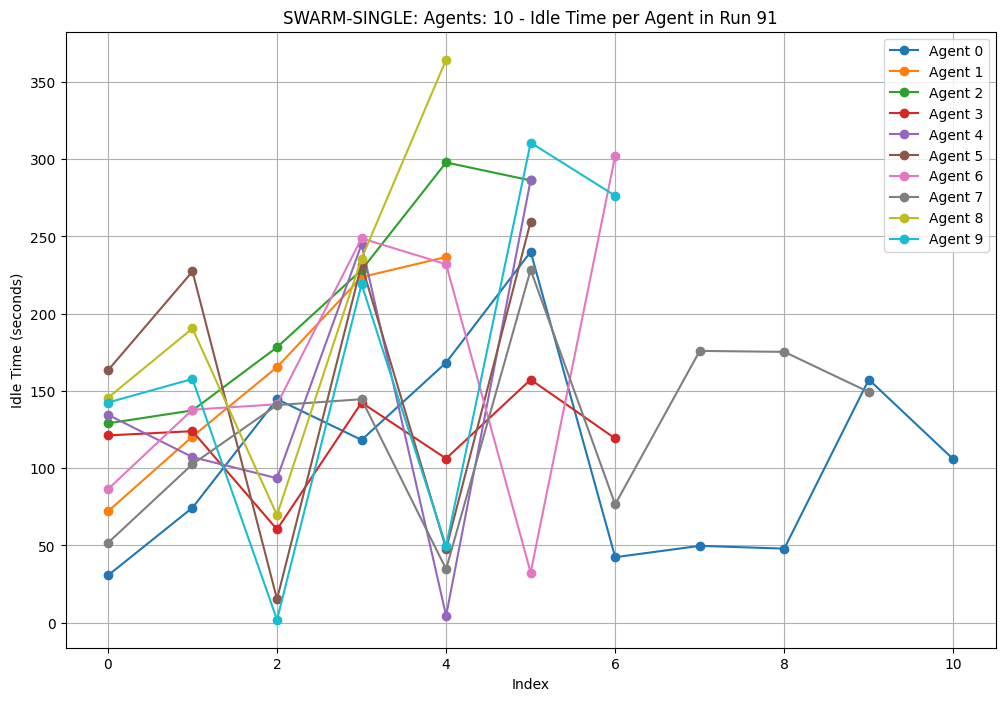 SWARM-SINGLE: Agents: 10 - Idle Time per Agent in Run 91
Idle Time (seconds)
350
300
250
200
150
100
50
0
0
2
4
6
8
10
Index
Agent 0
Agent 1
Agent 2
Agent 3
Agent 4
Agent 5
Agent 6
Agent 7
Agent 8
Agent 9